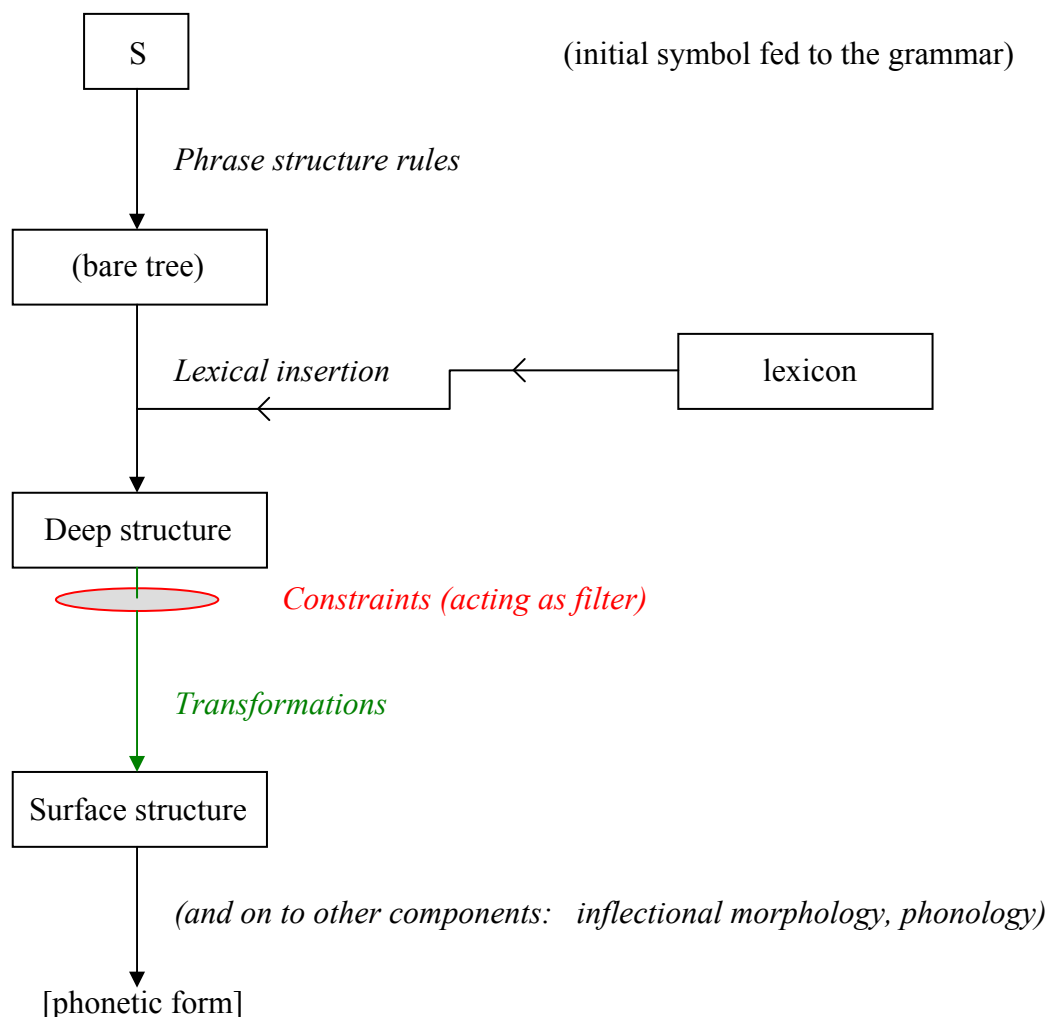 S
(initial symbol fed to the grammar)
Phrase structure rules
(bare tree)
Lexical insertion
lexicon
Deep structure
Constraints (acting as filter)
Transformations
Surface structure
(and on to other components:   inflectional morphology, phonology)
[phonetic form]